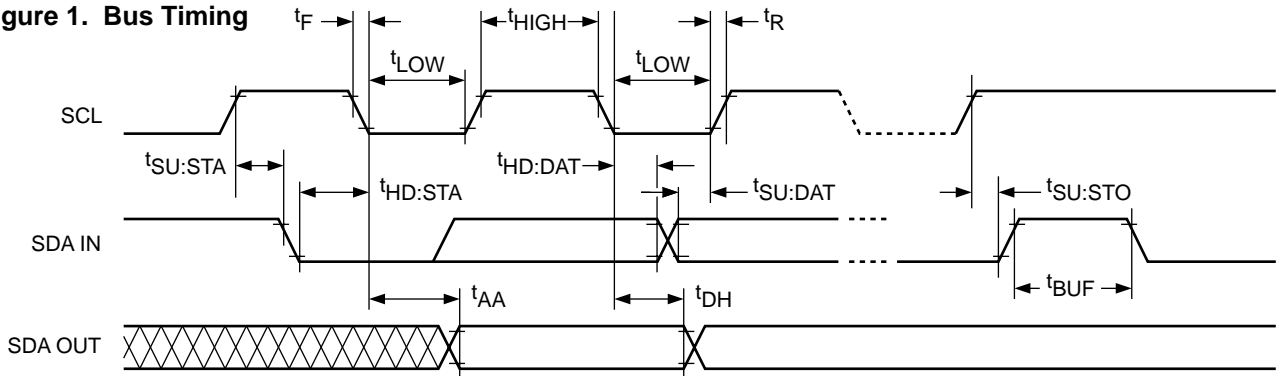 gure 1. Bus Timing
tF
tHIGH
tR
tLOW
tLOW
SCL
tSU:STA
tHD:STA
tHD:DAT
tSU:DAT
tSU:STO
SDA IN
tBUF
tAA
tDH
SDA OUT